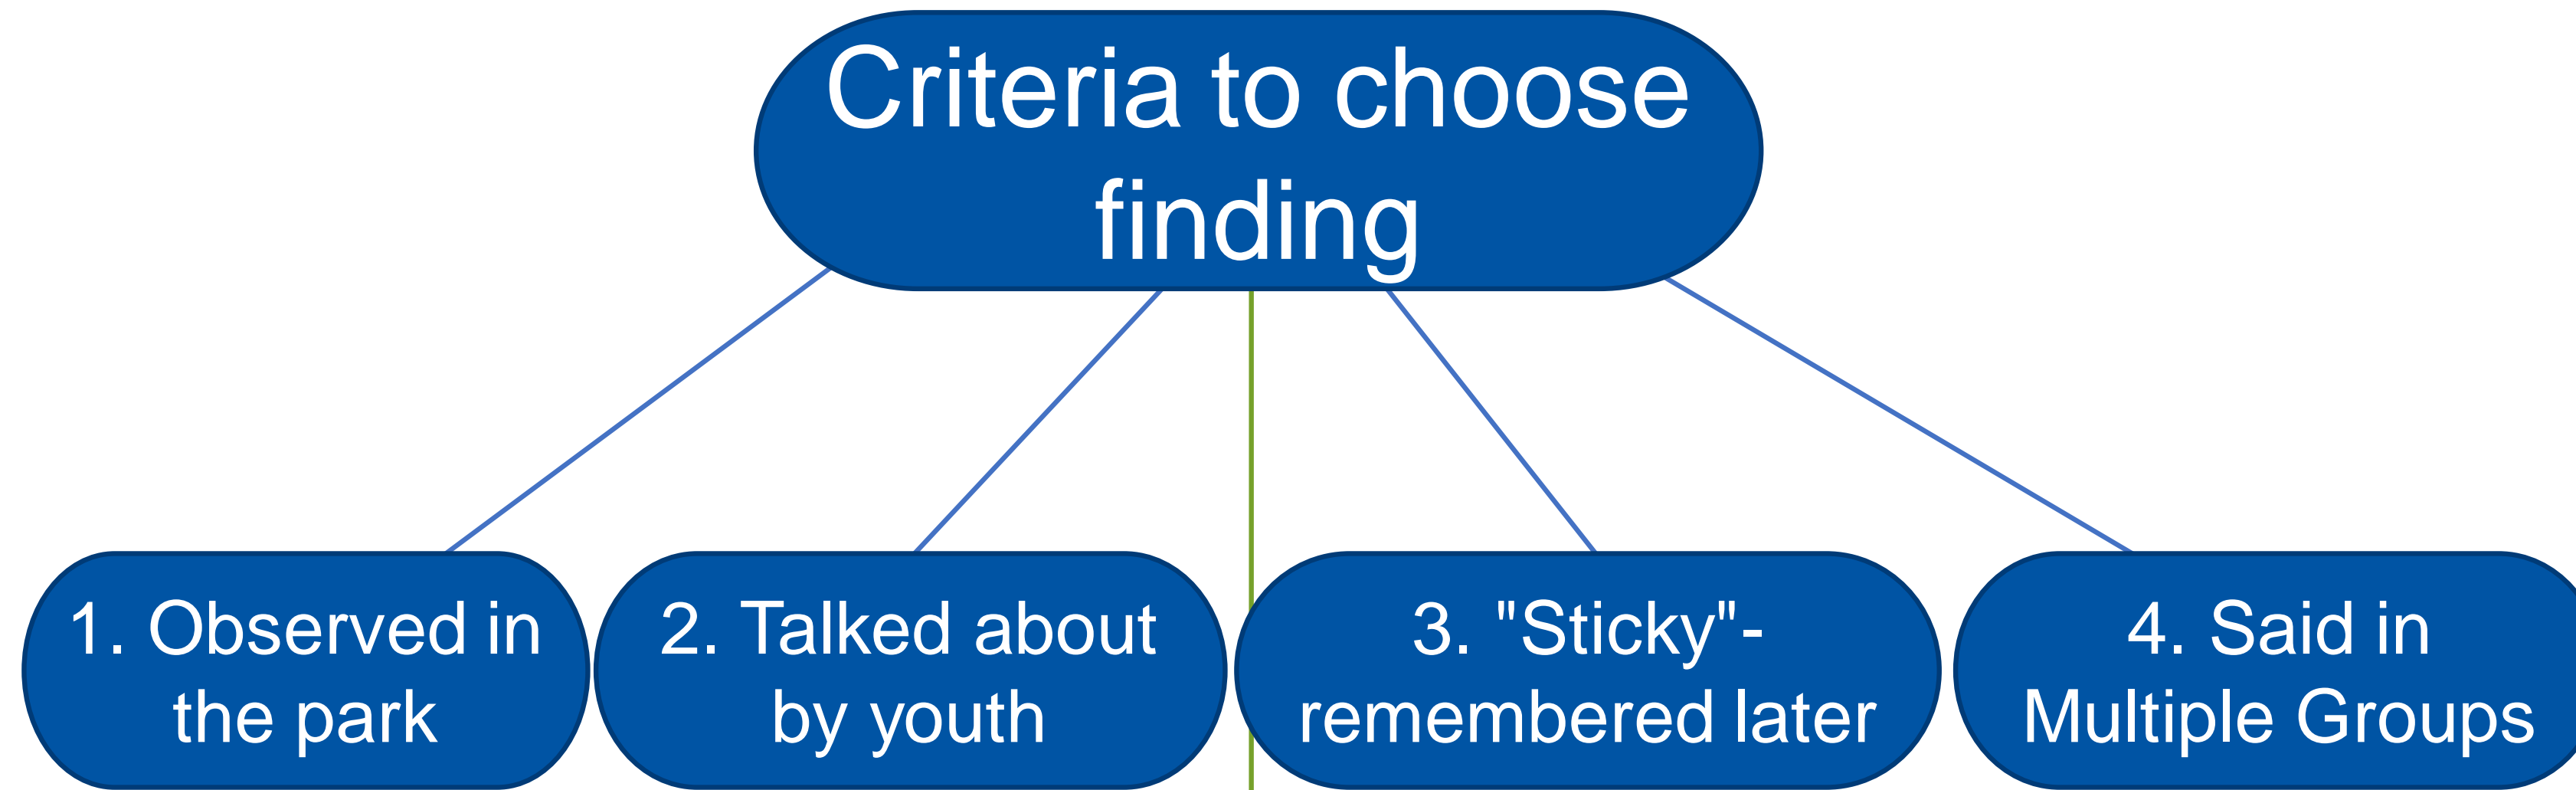 Criteria to choose
finding
1. Observed in
the park
2. Talked about
by youth
3. "Sticky"-
remembered later
4. Said in
Multiple Groups